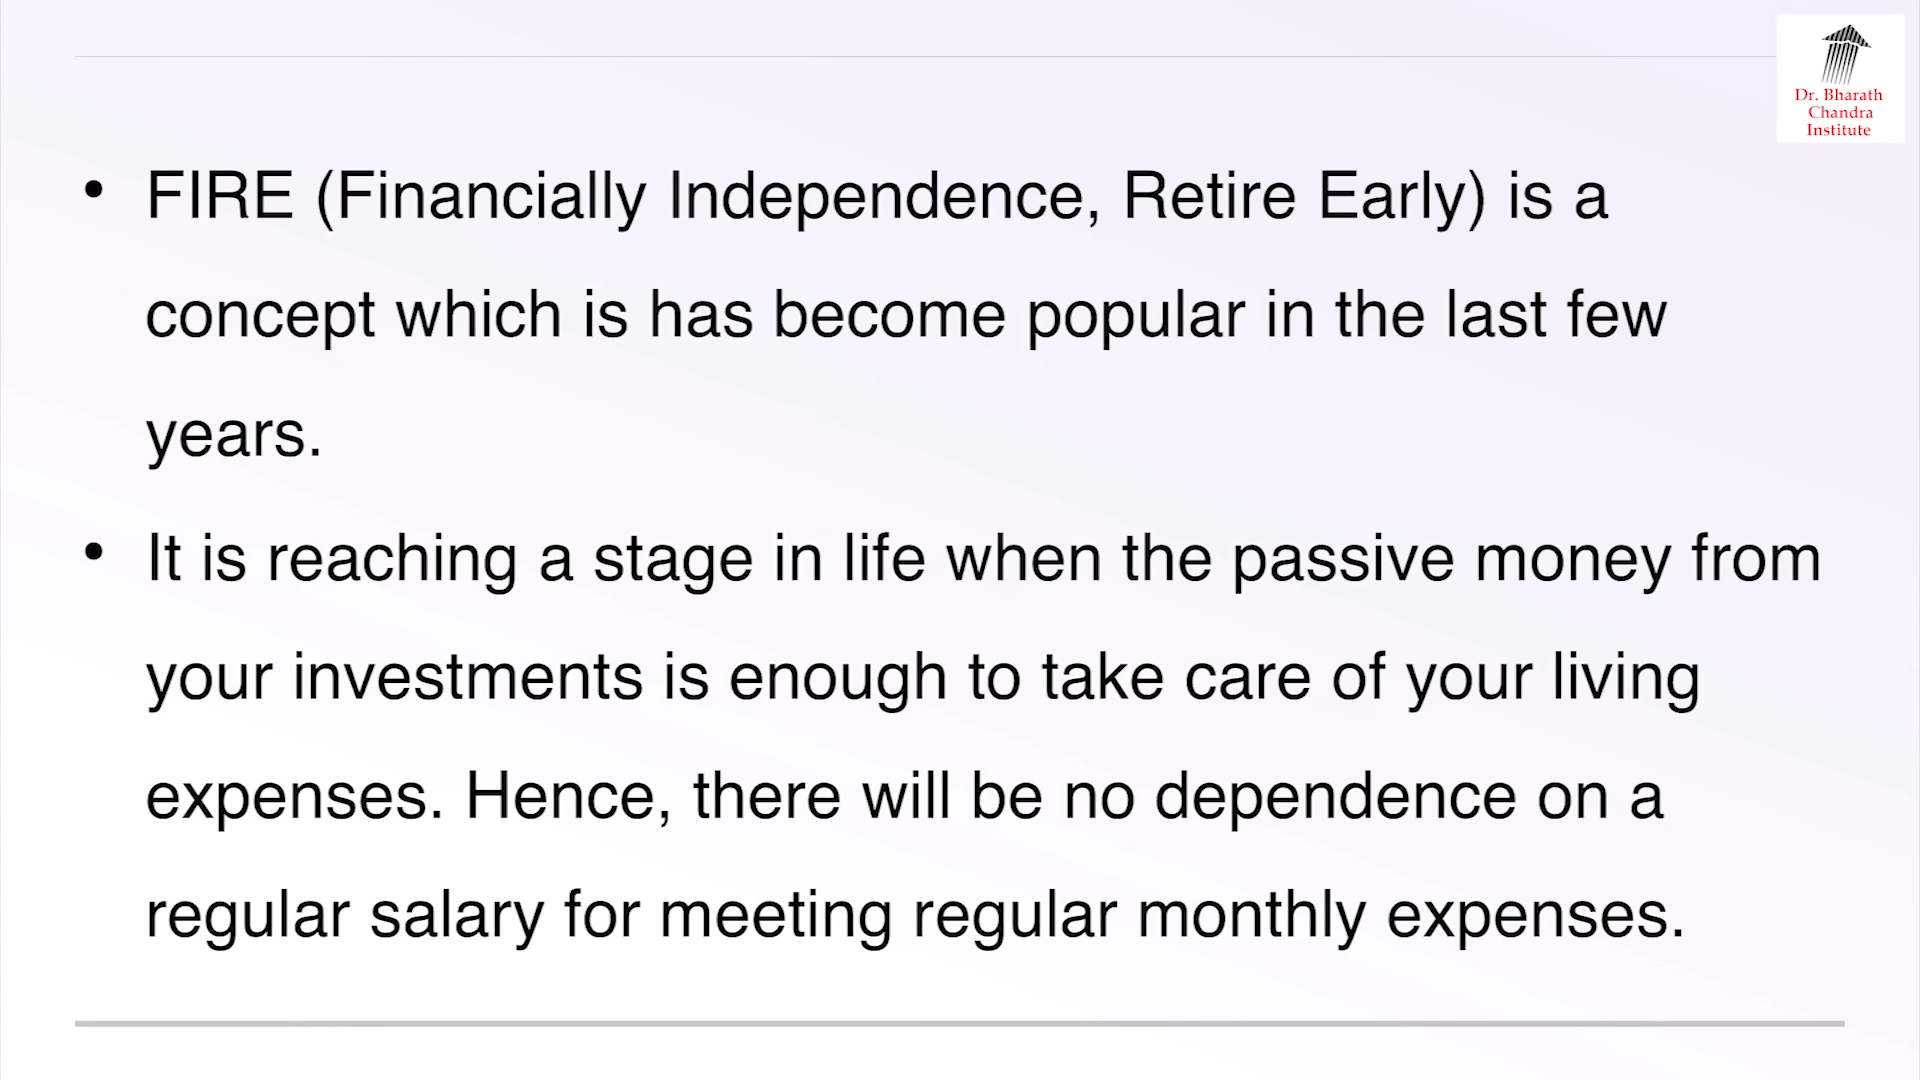 Dr. Bharath
Chandra
Institute
• FIRE (Financially Independence, Retire Early) is a
concept which is has become popular in the last few
years.
• It is reaching a stage in life when the passive money from
your investments is enough to take care of your living
expenses. Hence, there will be no dependence on a
regular salary for meeting regular monthly expenses.